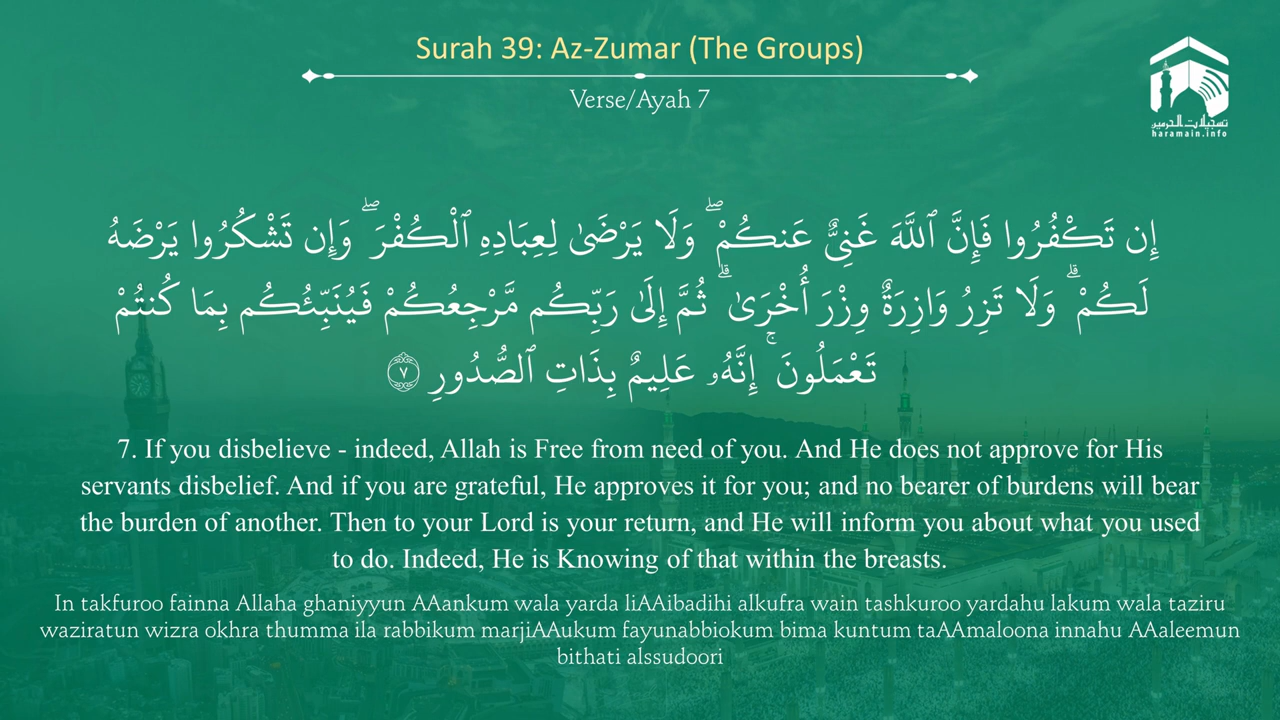 Surah 39: Az-Zumar (The Groups)
Verse/Ayah 7
تسجيلات الحرمين
haramain.info
إِن تَكْفُرُوا فَإِنَّ ٱللَّهَ غَنِىٌّ عَنكُمْ ۖ وَلَا يَرْضَىٰ لِعِبَادِهِ ٱلْكُفْرَ ۖ وَإِن تَشْكُرُوا يَرْضَهُ
لَكُمْ ۗ وَلَا تَزِرُ وَازِرَةٌ وِزْرَ أُخْرَىٰ ۗ ثُمَّ إِلَىٰ رَبِّكُم مَّرْجِعُكُمْ فَيُنَبِّئُكُم بِمَا كُنتُمْ
تَعْمَلُونَ ۚ إِنَّهُۥ عَلِيمٌۢ بِذَاتِ ٱلصُّدُورِ ٧
7. If you disbelieve - indeed, Allah is Free from need of you. And He does not approve for His
servants disbelief. And if you are grateful, He approves it for you; and no bearer of burdens will bear
the burden of another. Then to your Lord is your return, and He will inform you about what you used
to do. Indeed, He is Knowing of that within the breasts.
In takfuroo fainna Allaha ghaniyyun AAankum wala yarda liAAibadihi alkufra wain tashkuroo yardahu lakum wala taziru
waziratun wizra okhra thumma ila rabbikum marjiAAukum fayunabbiokum bima kuntum taAAmaloona innahu AAaleemun
bithati alssudoori